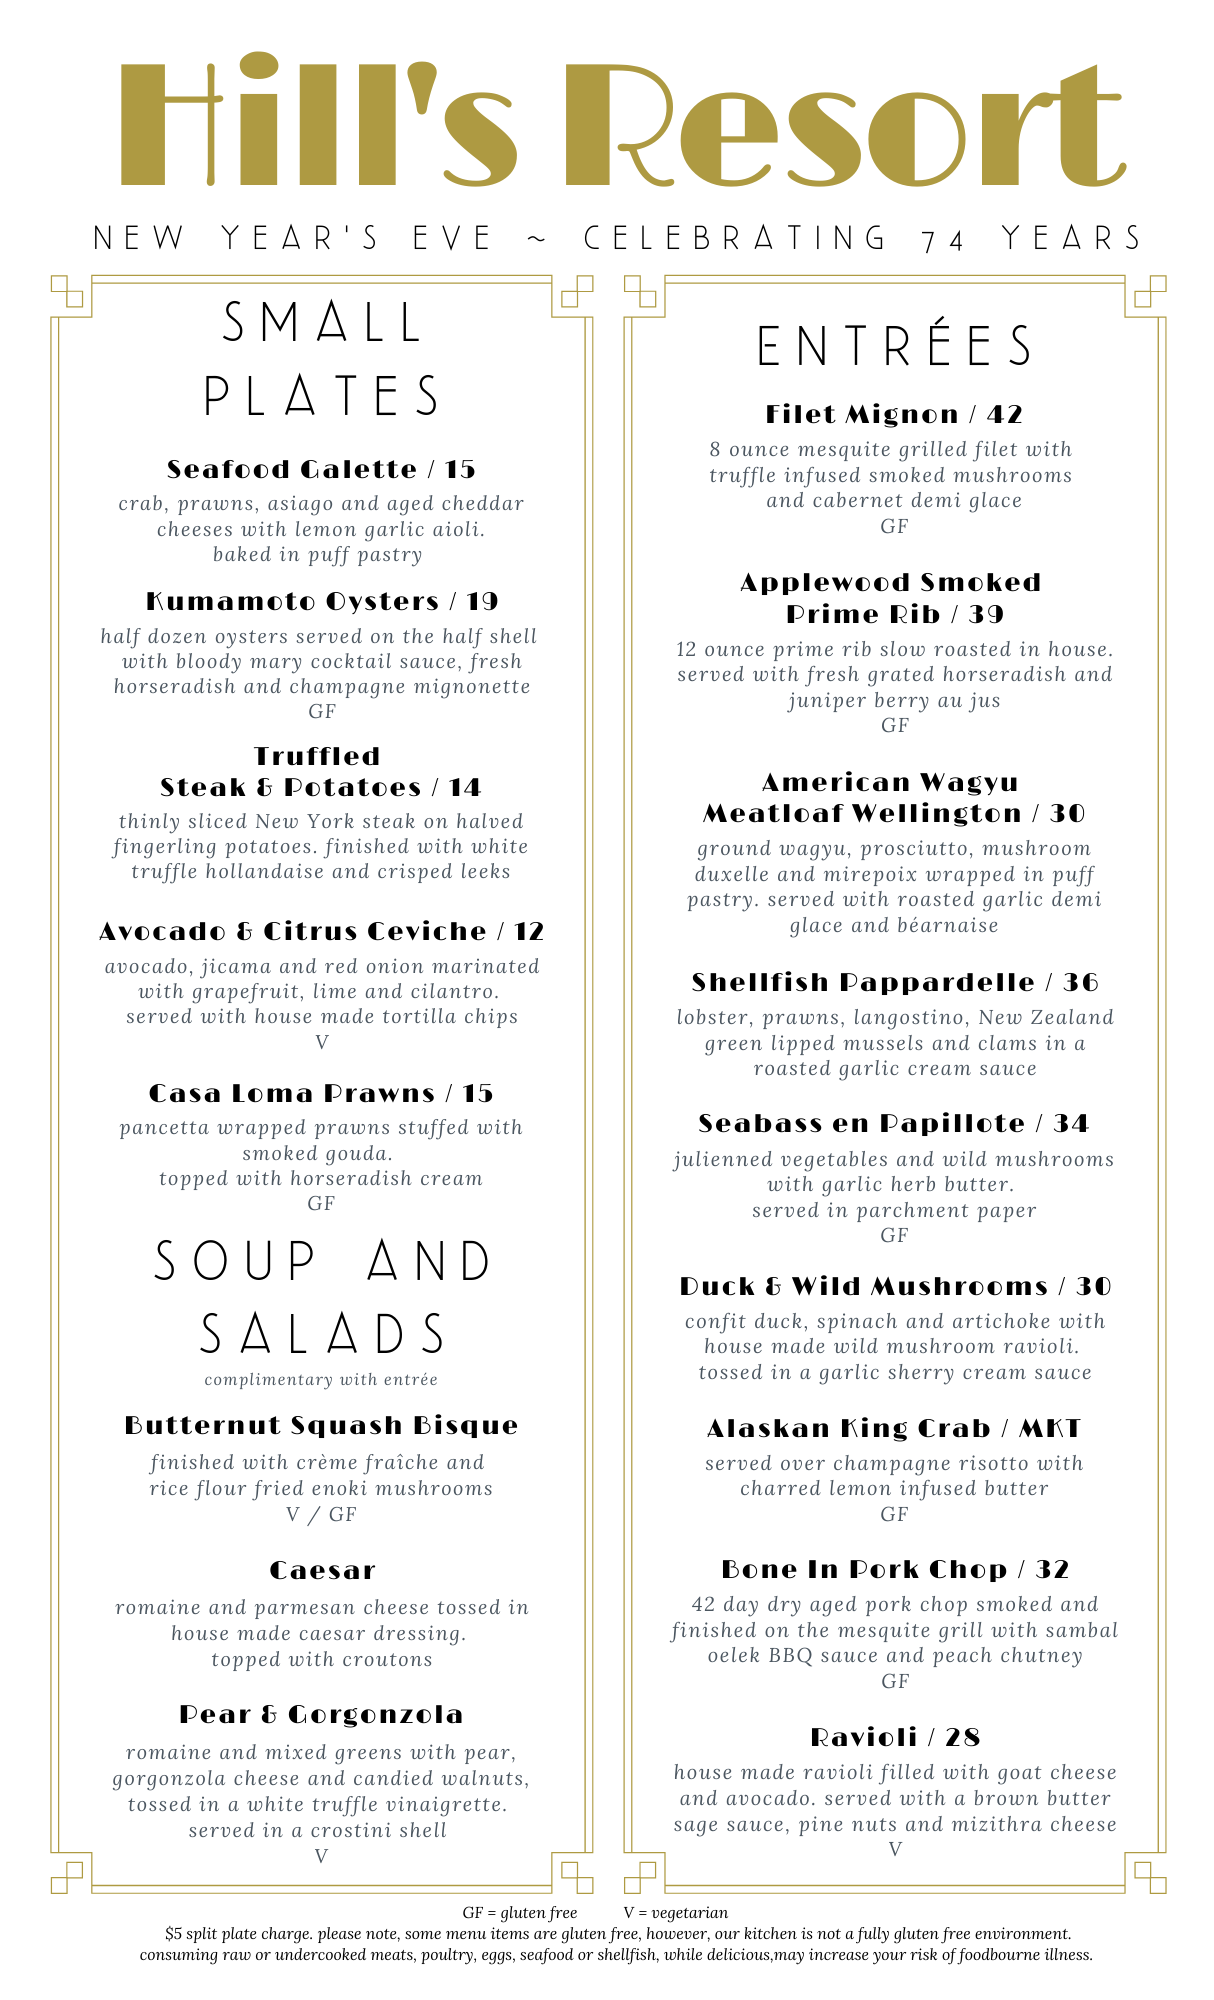 Hill's Resort
NEW YEAR'S EVE ~ CELEBRATING 74 YEARS
SMALL
PLATES
Seafood Galette / 15
crab, prawns, asiago and aged cheddar
cheeses with lemon garlic aioli.
baked in puff pastry
Kumamoto Oysters / 19
half dozen oysters served on the half shell
with bloody mary cocktail sauce, fresh
horseradish and champagne mignonette
GF
Truffled
Steak & Potatoes / 14
thinly sliced New York steak on halved
fingerling potatoes. finished with white
truffle hollandaise and crisped leeks
Avocado & Citrus Ceviche / 12
avocado, jicama and red onion marinated
with grapefruit, lime and cilantro.
served with house made tortilla chips
V
Casa Loma Prawns / 15
pancetta wrapped prawns stuffed with
smoked gouda.
topped with horseradish cream
GF
SOUP AND
SALADS
complimentary with entrée
Butternut Squash Bisque
finished with crème fraîche and
rice flour fried enoki mushrooms
V / GF
Caesar
romaine and parmesan cheese tossed in
house made caesar dressing.
topped with croutons
Pear & Gorgonzola
romaine and mixed greens with pear,
gorgonzola cheese and candied walnuts,
tossed in a white truffle vinaigrette.
served in a crostini shell
V
ENTRÉES
Filet Mignon / 42
8 ounce mesquite grilled filet with
truffle infused smoked mushrooms
and cabernet demi glace
GF
Applewood Smoked
Prime Rib / 39
12 ounce prime rib slow roasted in house.
served with fresh grated horseradish and
juniper berry au jus
GF
American Wagyu
Meatloaf Wellington / 30
ground wagyu, prosciutto, mushroom
duxelle and mirepoix wrapped in puff
pastry. served with roasted garlic demi
glace and béarnaise
Shellfish Pappardelle / 36
lobster, prawns, langostino, New Zealand
green lipped mussels and clams in a
roasted garlic cream sauce
Seabass en Papillote / 34
julienned vegetables and wild mushrooms
with garlic herb butter.
served in parchment paper
GF
Duck & Wild Mushrooms / 30
confit duck, spinach and artichoke with
house made wild mushroom ravioli.
tossed in a garlic sherry cream sauce
Alaskan King Crab / MKT
served over champagne risotto with
charred lemon infused butter
GF
Bone In Pork Chop / 32
42 day dry aged pork chop smoked and
finished on the mesquite grill with sambal
oelek BBQ sauce and peach chutney
GF
Ravioli / 28
house made ravioli filled with goat cheese
and avocado. served with a brown butter
sage sauce, pine nuts and mizithra cheese
V
GF = gluten free V = vegetarian
$5 split plate charge. please note, some menu items are gluten free, however, our kitchen is not a fully gluten free environment.
consuming raw or undercooked meats, poultry, eggs, seafood or shellfish, while delicious,may increase your risk of foodbourne illness.